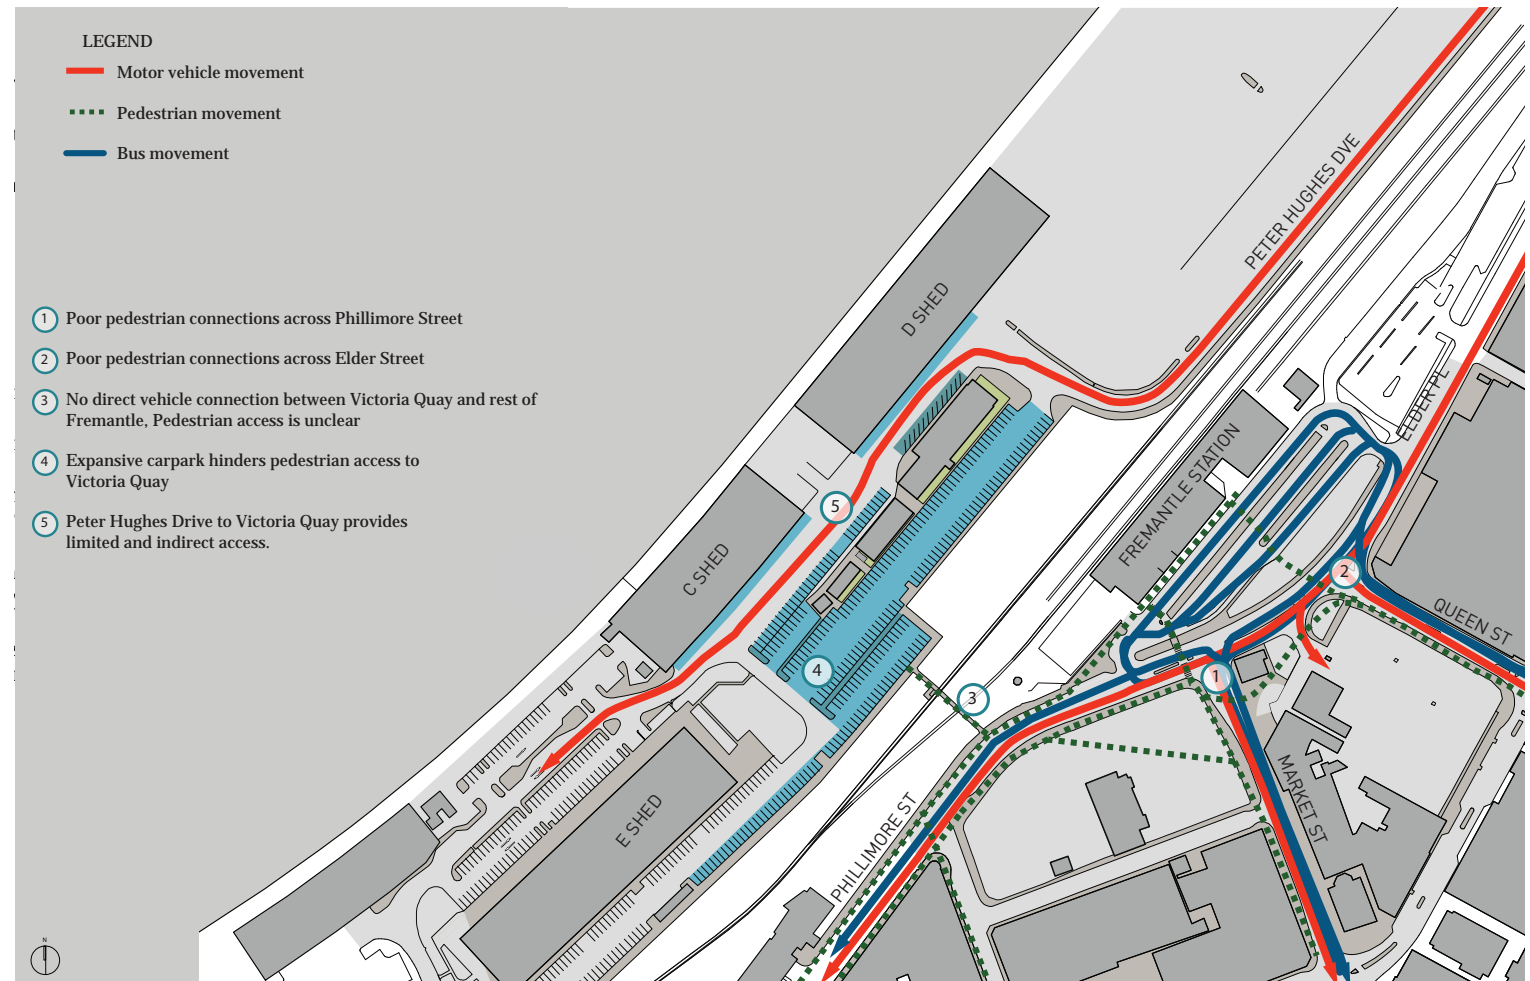 LEGEND
Motor vehicle movement
Pedestrian movement
Bus movement
1 Poor pedestrian connections across Phillimore Street
2 Poor pedestrian connections across Elder Street
3 No direct vehicle connection between Victoria Quay and rest of
Fremantle, Pedestrian access is unclear
4 Expansive carpark hinders pedestrian access to
Victoria Quay
5 Peter Hughes Drive to Victoria Quay provides
limited and indirect access.
PETER HUGHES DVE
D SHED
ELDER PL
FREMANTLE STATION
5
C SHED
2
QUEEN ST
4
3
1
MARKET ST
E SHED
PHILLIMORE ST
N